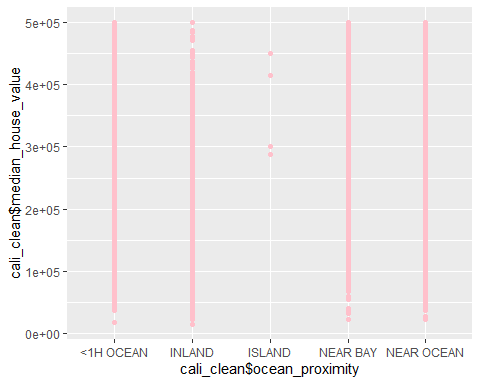 cali_clean$median_house_value
5e+05
4e+05
3e+05
2e+05
1e+05
0e+00
<1H OCEAN INLAND ISLAND NEAR BAY NEAR OCEAN
cali_clean$ocean_proximity